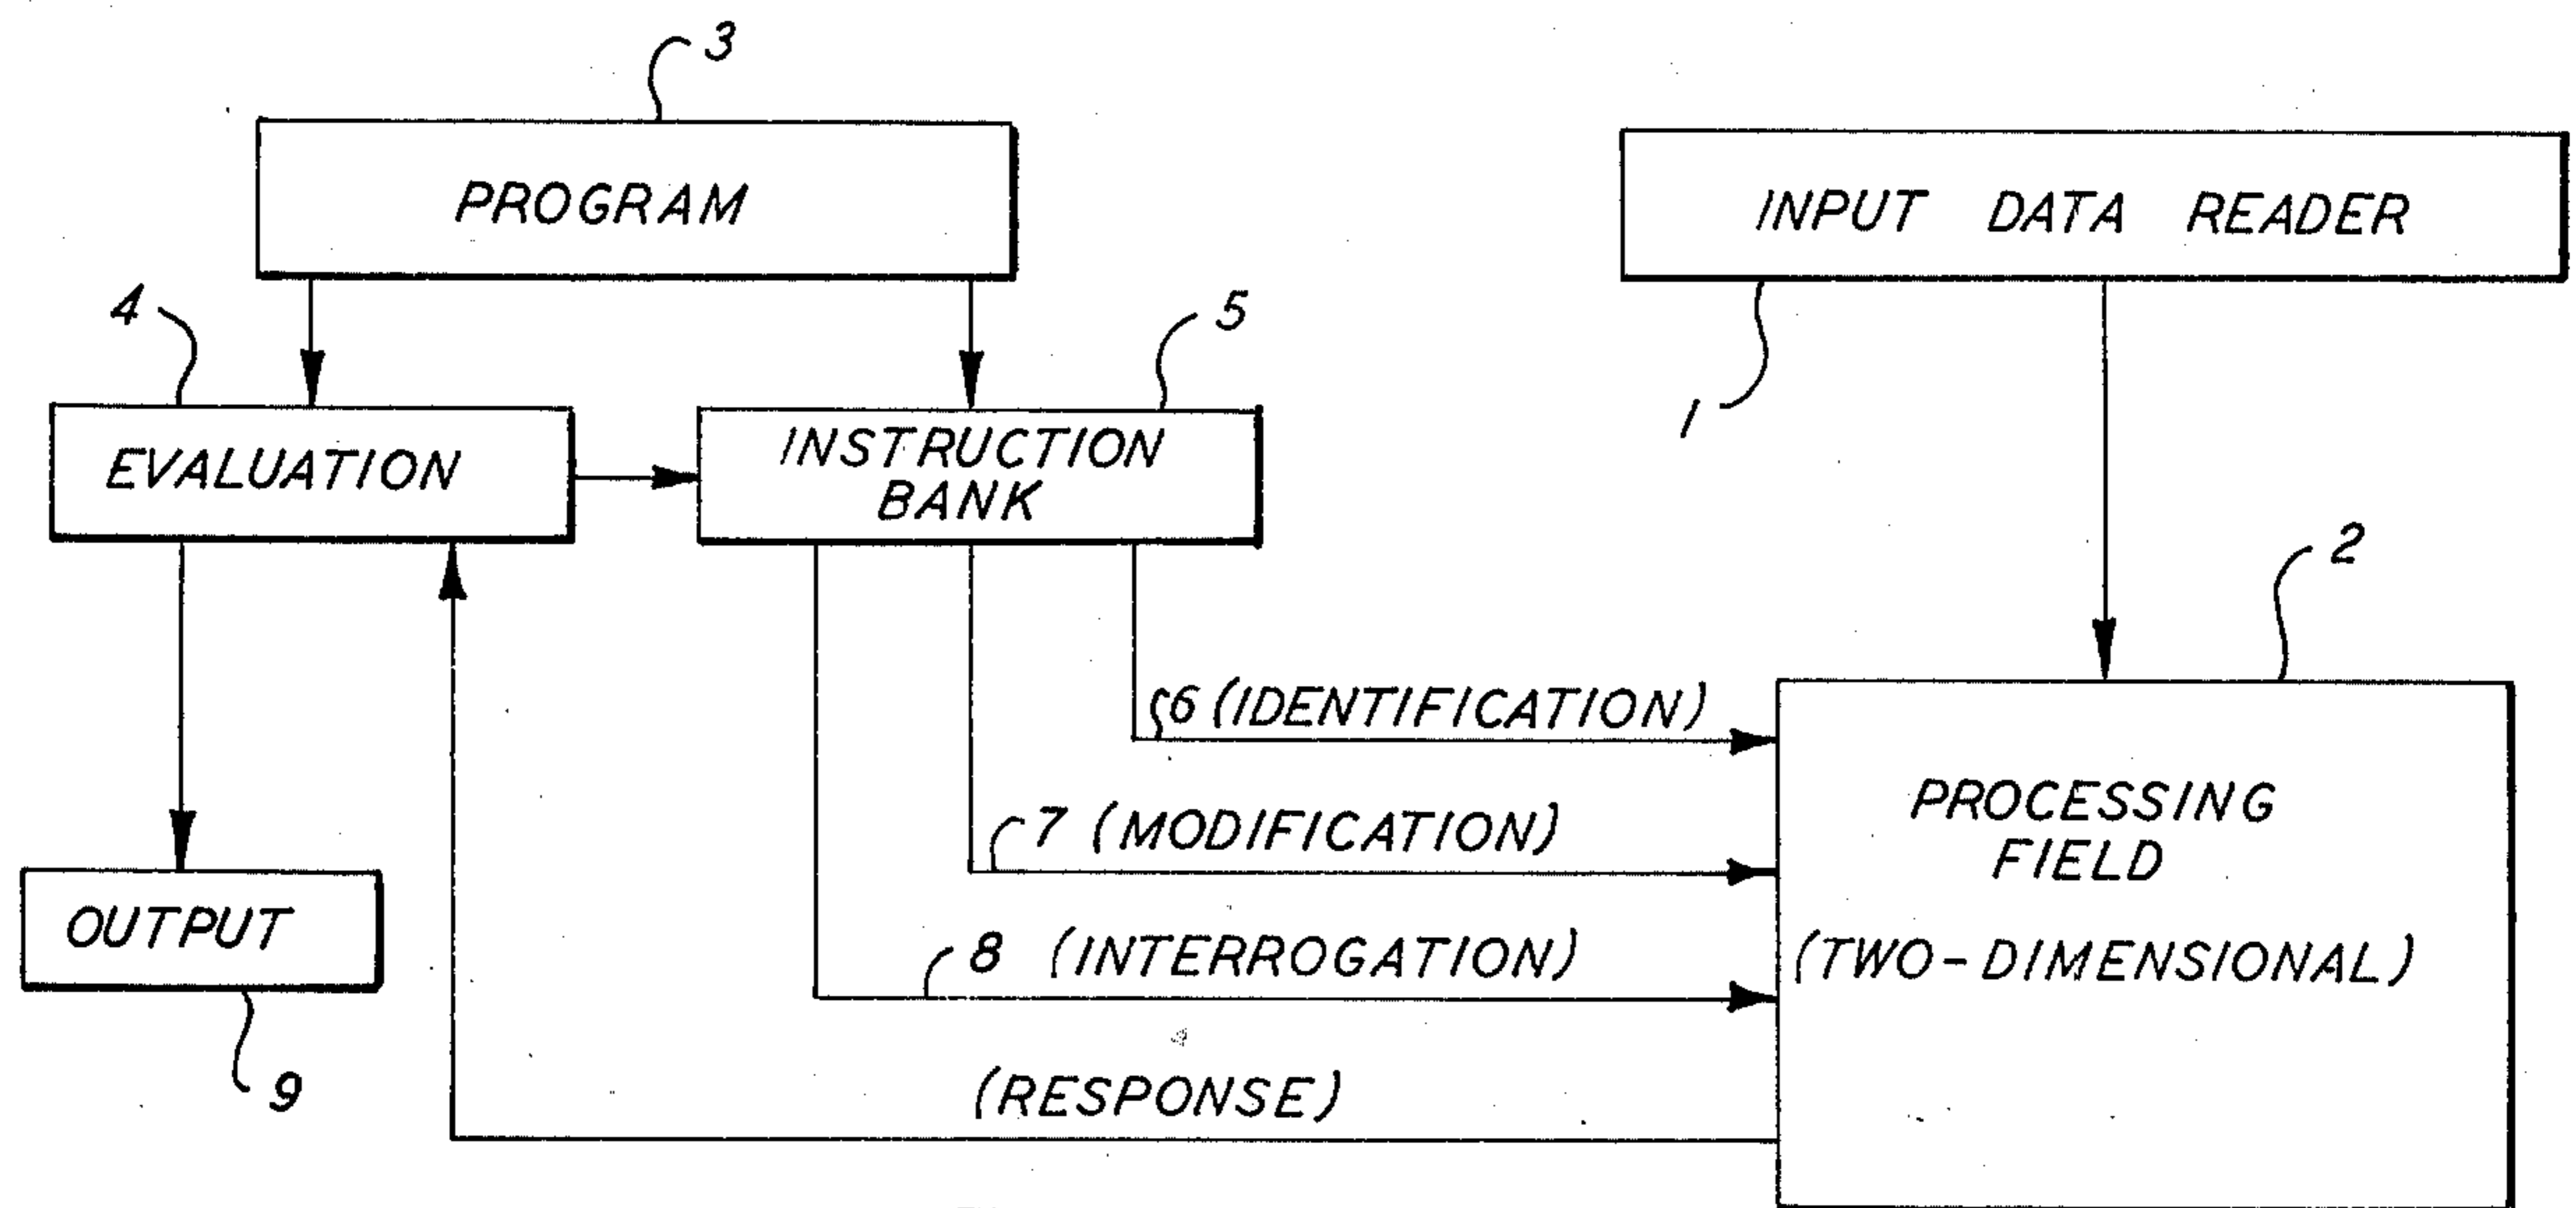 3
PROGRAM
INPUT DATA READER
4
5
1
EVALUATION
INSTRUCTION
BANK
2
6 (IDENTIFICATION)
PROCESSING
FIELD
7 (MODIFICATION)
OUTPUT
8 (INTERROGATION)
(TWO-DIMENSIONAL)
9
(RESPONSE)